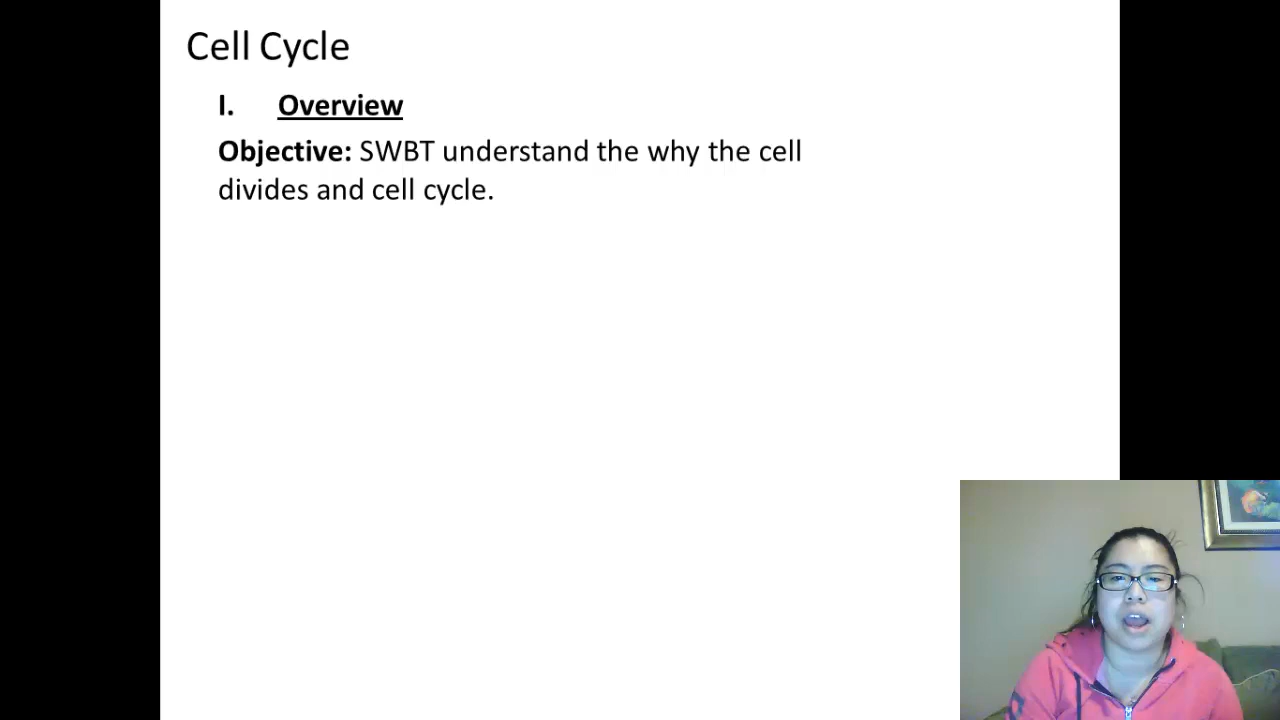 Cell Cycle
I. Overview
Objective: SWBT understand the why the cell
divides and cell cycle.